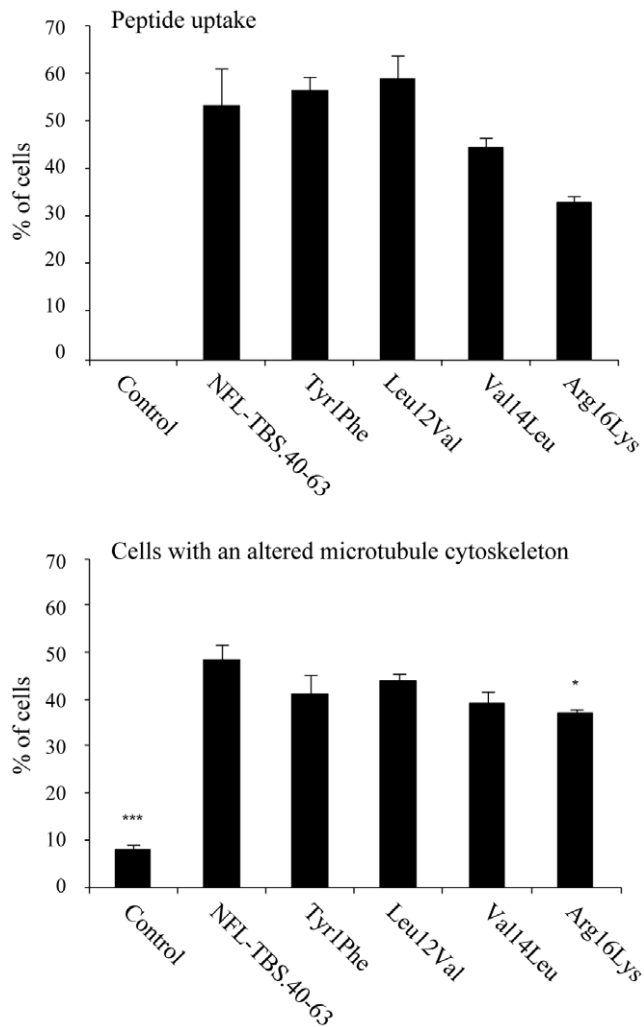 Peptide uptake
% of cells
70
60
50
40
30
20
10
0
Control
NFL-TBS.40-63
Tyr1Phe
Leu12Val
Val14Leu
Arg16Lys
Cells with an altered microtubule cytoskeleton
% of cells
70
60
50
40
30
20
10
0
***
*
Control
NFL-TBS.40-63
Tyr1Phe
Leu12Val
Val14Leu
Arg16Lys